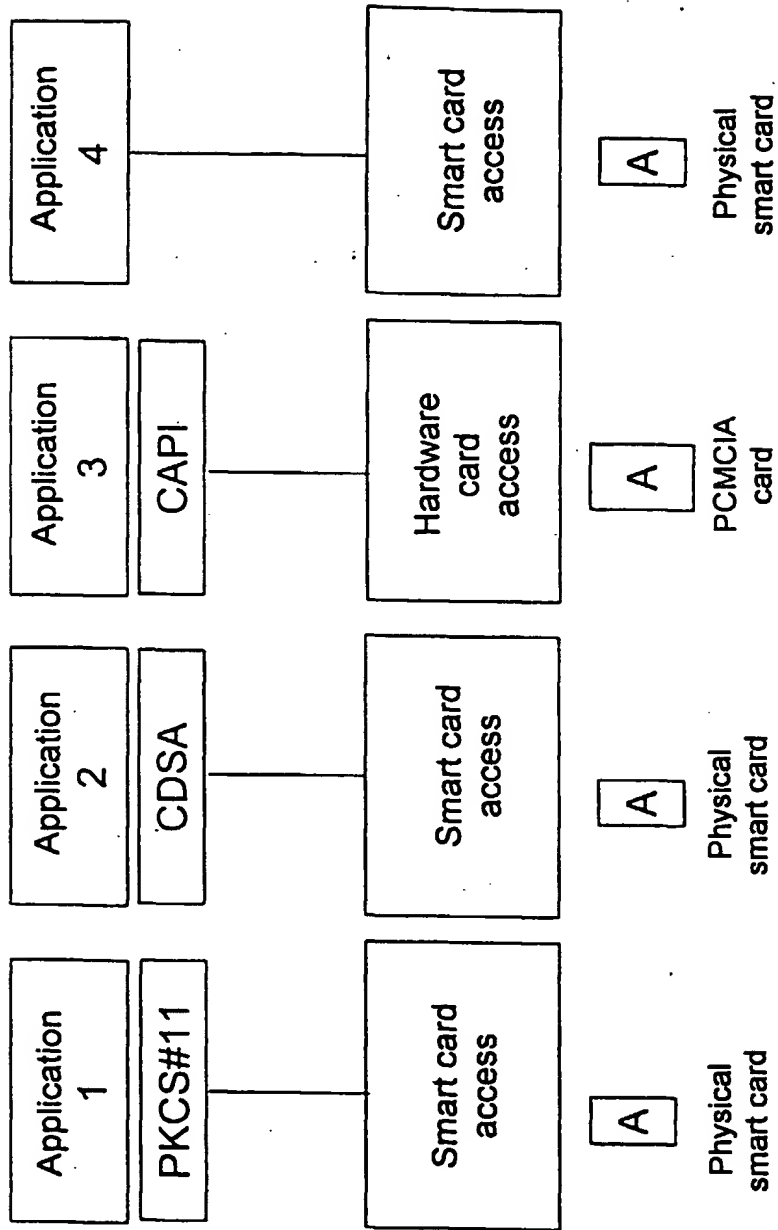 Application
1
PKCS#11
Smart card
access
A
Physical
smart card
Application
2
CDSA
Smart card
access
A
Physical
smart card
Application
3
CAPI
Hardware
card
access
A
PCMCIA
card
Application
4
Smart card
access
A
Physical
smart card